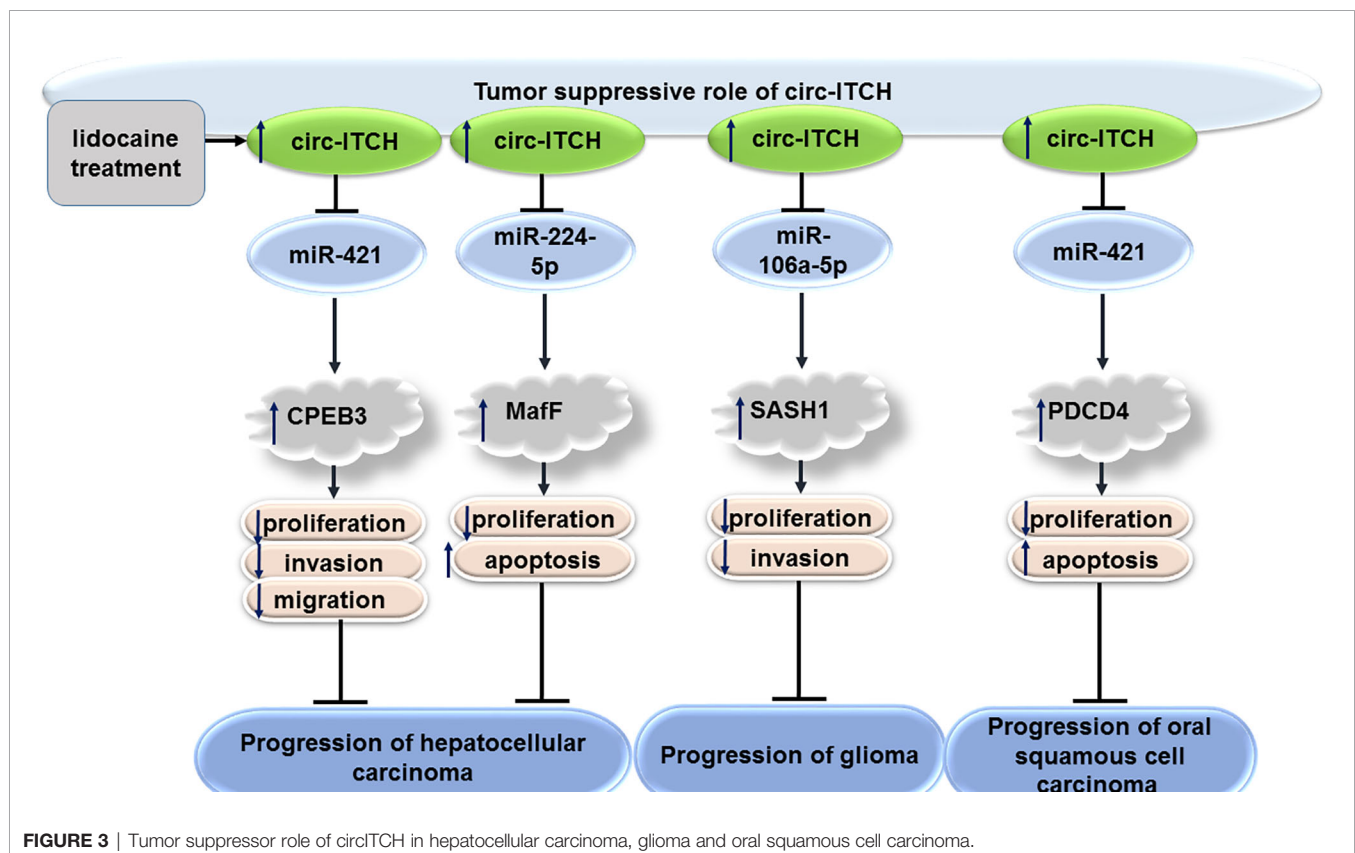 Tumor suppressive role of circ-ITCH
lidocaine
treatment
circ-ITCH
circ-ITCH
circ-ITCH
circ-ITCH
miR-421
miR-224-
5p
miR-
106a-5p
miR-421
CPEB3
MafF
SASH1
PDCD4
proliferation
invasion
migration
proliferation
apoptosis
proliferation
invasion
proliferation
apoptosis
Progression of hepatocellular
carcinoma
Progression of glioma
Progression of oral
squamous cell
carcinoma
FIGURE 3 | Tumor suppressor role of circITCH in hepatocellular carcinoma, glioma and oral squamous cell carcinoma.